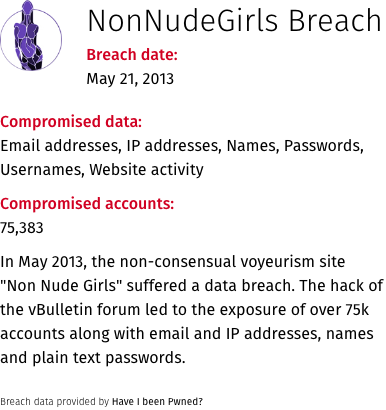 NonNudeGirls Breach
Breach date:
May 21, 2013
Compromised data:
Email addresses, IP addresses, Names, Passwords,
Usernames, Website activity
Compromised accounts:
75,383
In May 2013, the non-consensual voyeurism site
"Non Nude Girls" suffered a data breach. The hack of
the vBulletin forum led to the exposure of over 75k
accounts along with email and IP addresses, names
and plain text passwords.
Breach data provided by Have I been Pwned?